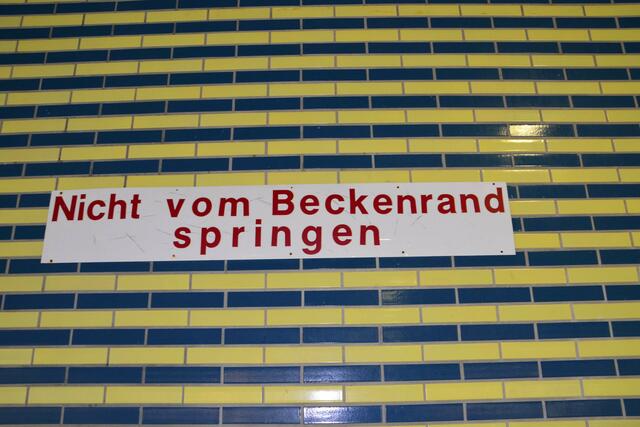 Nicht vom Beckenrand
springen